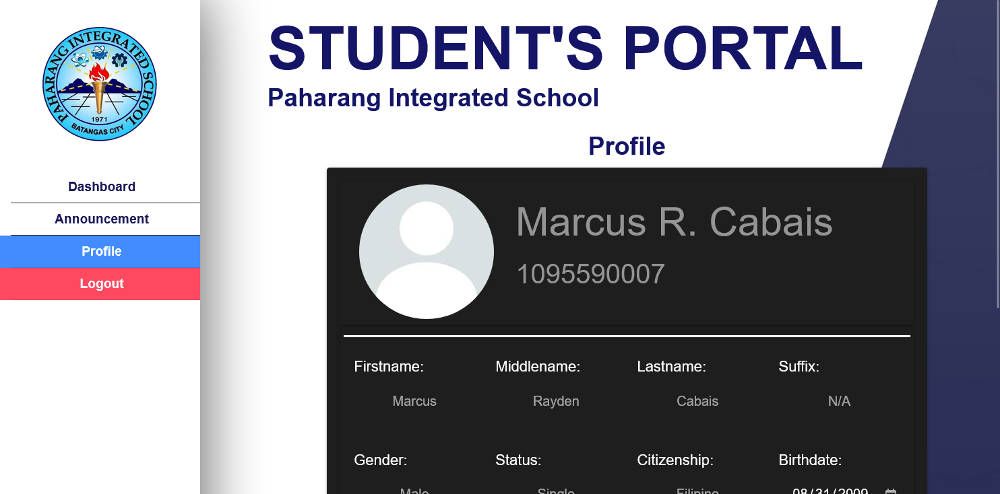 PAHARANG INTEGRATED SCHOOL
1971
BATANGAS CITY
Dashboard
Announcement
Profile
Logout
STUDENT'S PORTAL
Paharang Integrated School
Profile
Marcus R. Cabais
1095590007
Firstname: Middlename: Lastname: Suffix:
Marcus Rayden Cabais N/A
Gender: Status: Citizenship: Birthdate:
Male Single Filipino 08/31/2009